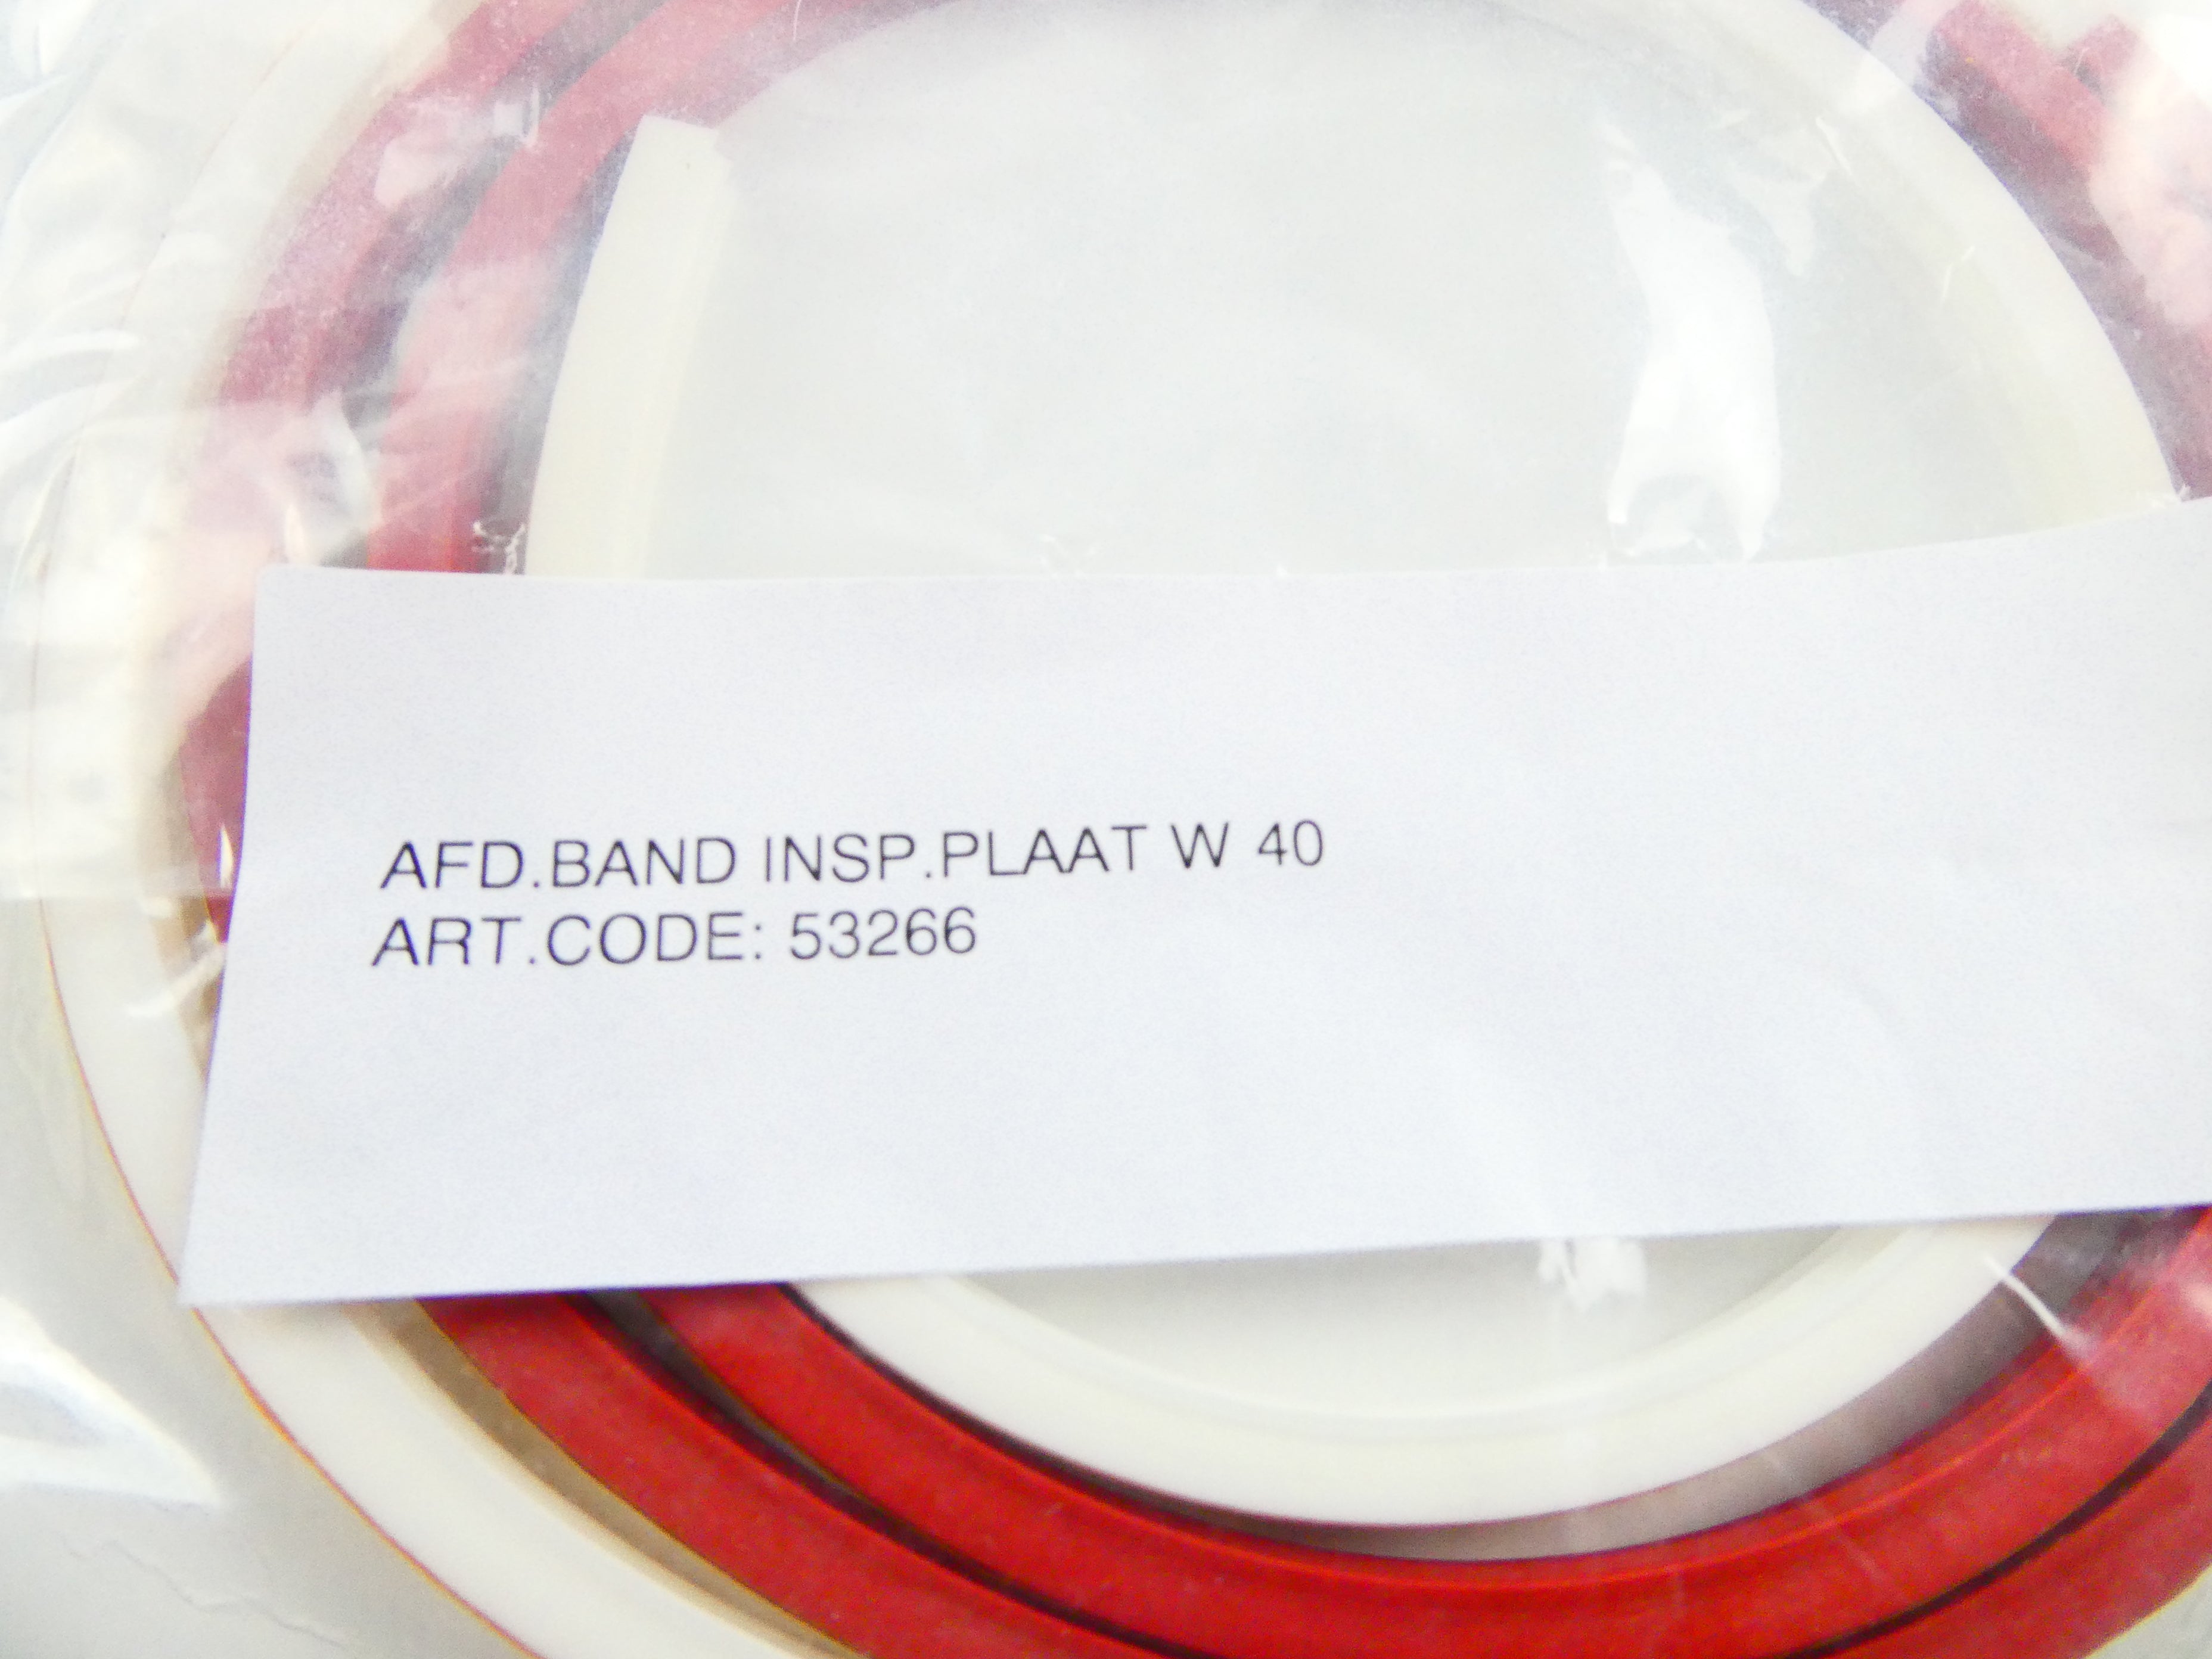 AFD.BAND INSP.PLAAT W 40
ART.CODE: 53266